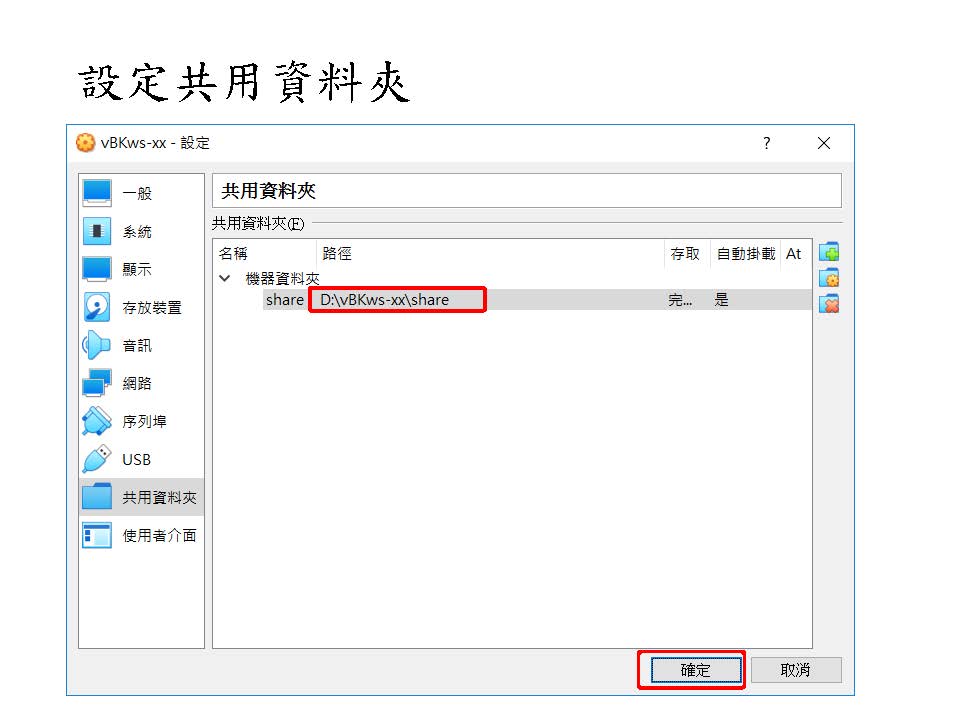 設定共用資料夾
vBKws-xx - 設定
?
一般
系統
顯示
存放裝置
音訊
網路
序列埠
USB
共用資料夾
使用者介面
共用資料夾
共用資料夾(F)
名稱 路徑 存取 自動掛載 At
機器資料夾
share D:\vBKws-xx\share 完... 是
確定 取消